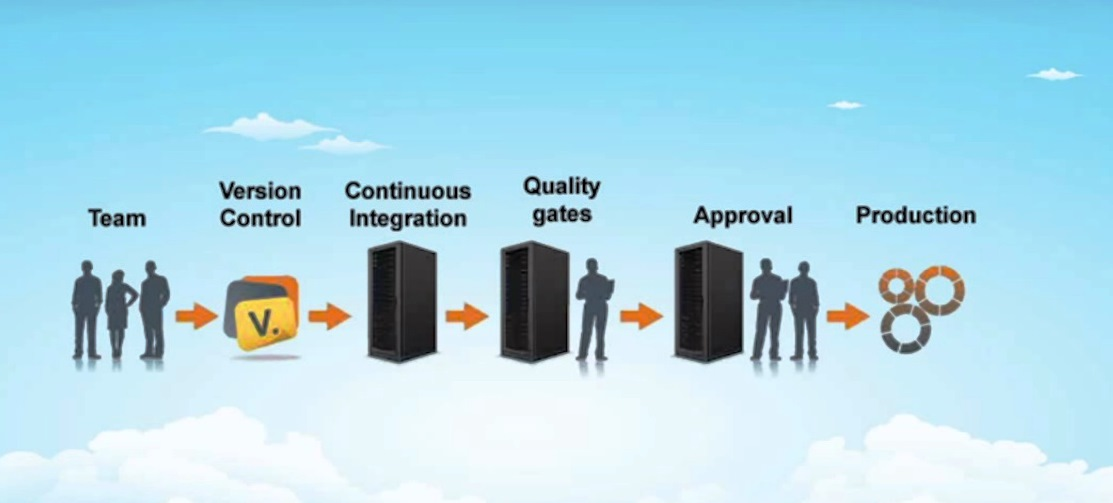 Team
Version
Control
Continuous
Integration
Quality
gates
Approval
Production
V.